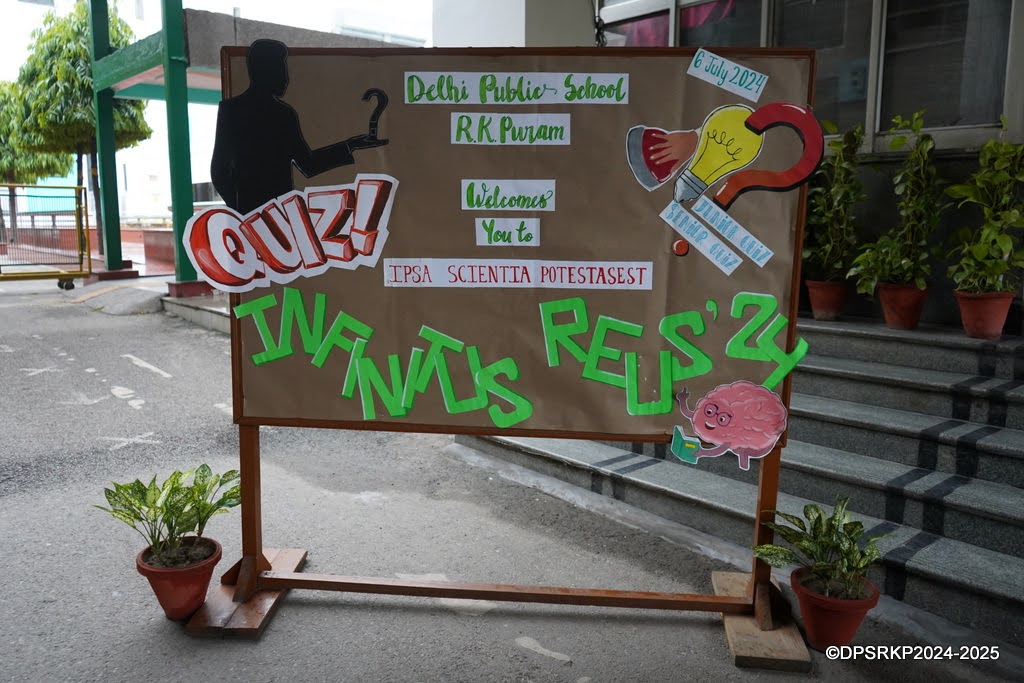 Delhi Public School
R.K.Puram
6 July 2024
Welcomes
You to
IPSA SCIENTIA POTESTASEST
QUIZ!
JUNIOR QUIZ
SENIOR QUIZ
INFINITUS REUS'24
©DPSRKP2024-2025